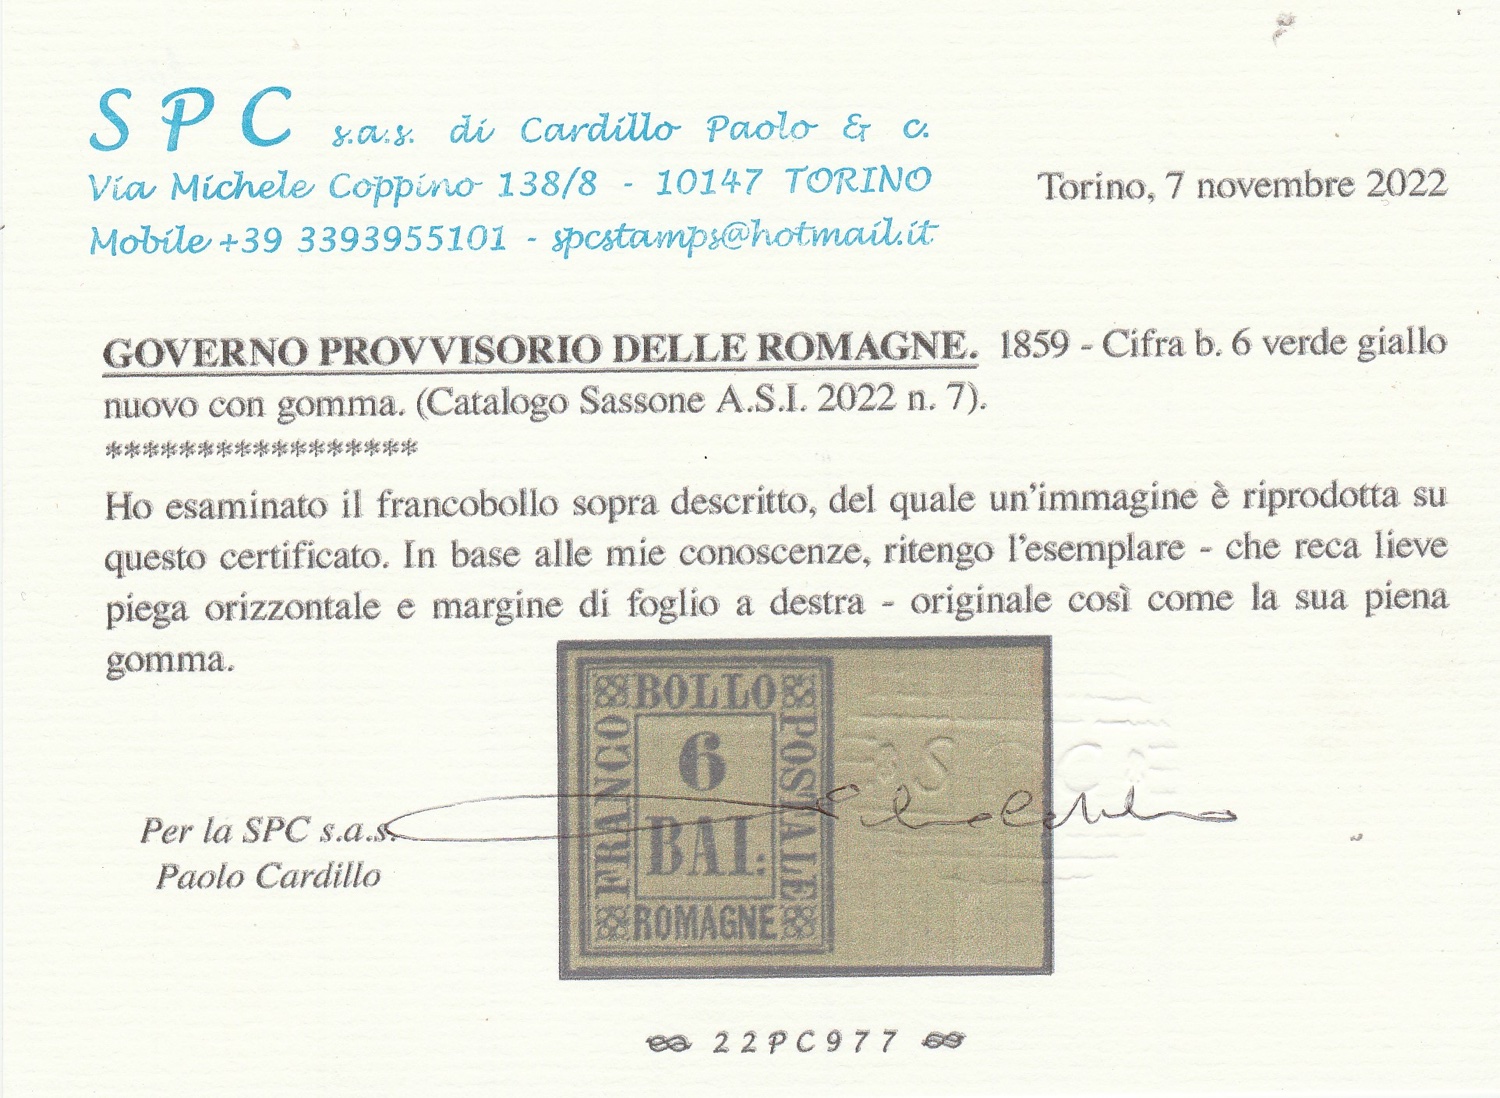 S P C s.a.s. di Cardillo Paolo & c.
Via Michele Coppino 138/8 - 10147 TORINO
Mobile +39 3393955101 - spcstamps@hotmail.it
Torino, 7 novembre 2022
GOVERNO PROVVISORIO DELLE ROMAGNE. 1859 - Cifra b. 6 verde giallo
nuovo con gomma. (Catalogo Sassone A.S.I. 2022 n. 7).
*****************
Ho esaminato il francobollo sopra descritto, del quale un'immagine è riprodotta su
questo certificato. In base alle mie conoscenze, ritengo l'esemplare - che reca lieve
piega orizzontale e margine di foglio a destra - originale così come la sua piena
gomma.
BOLLO
FRANCO
POSTALE
6
BAI:
ROMAGNE
Per la SPC s.a.s.
Paolo Cardillo
22PC977